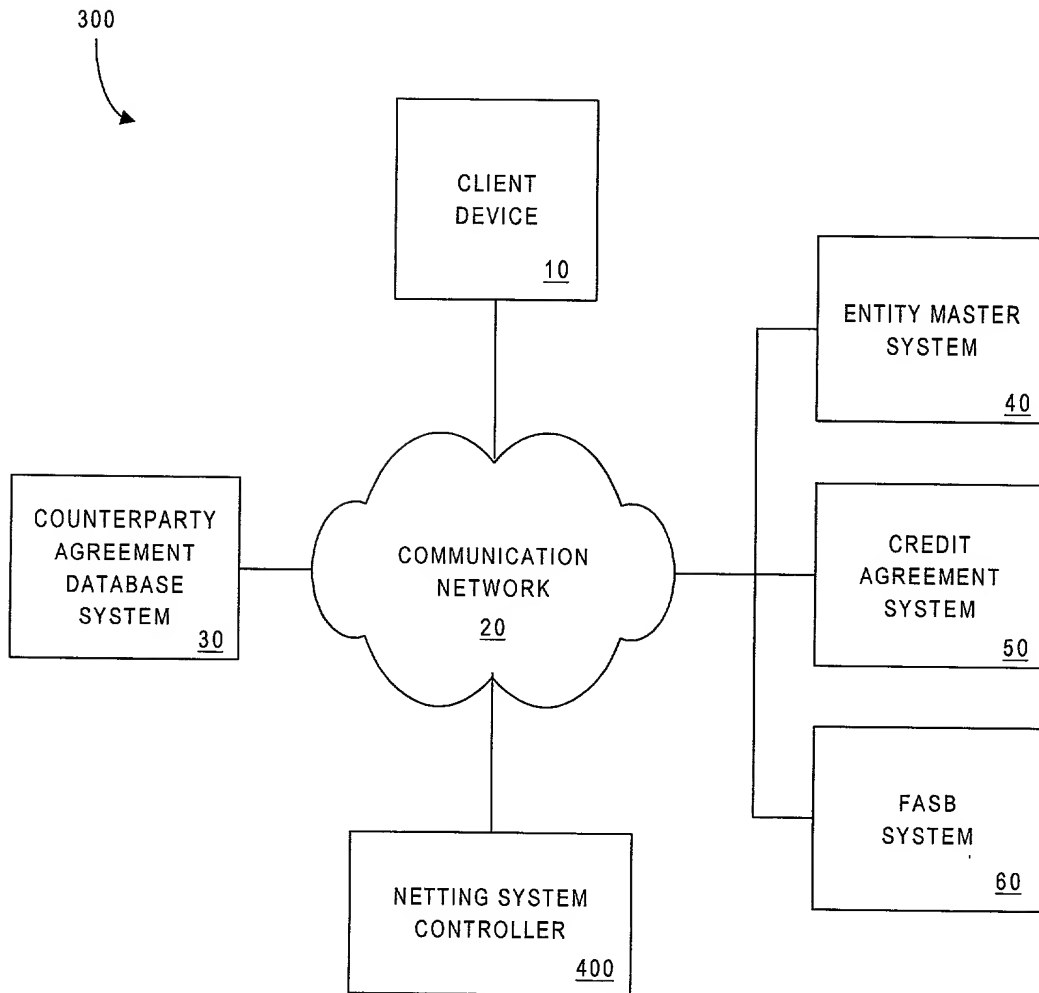 300
CLIENT
DEVICE
10
ENTITY MASTER
SYSTEM
40
COUNTERPARTY
AGREEMENT
DATABASE
SYSTEM
30
COMMUNICATION
NETWORK
20
CREDIT
AGREEMENT
SYSTEM
50
NETTING SYSTEM
CONTROLLER
400
FASB
SYSTEM
60